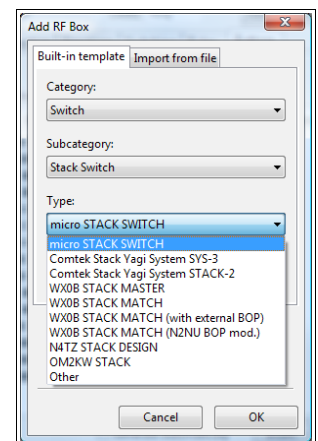 Add RF Box
Built-in template
Import from file
Category:
Switch
Subcategory:
Stack Switch
Type:
micro STACK SWITCH
micro STACK SWITCH
Comtek Stack Yagi System SYS-3
Comtek Stack Yagi System STACK-2
WX0B STACK MASTER
WX0B STACK MATCH
WX0B STACK MATCH (with external BOP)
WX0B STACK MATCH (N2NU BOP mod.)
N4TZ STACK DESIGN
OM2KW STACK
Other
Cancel
OK